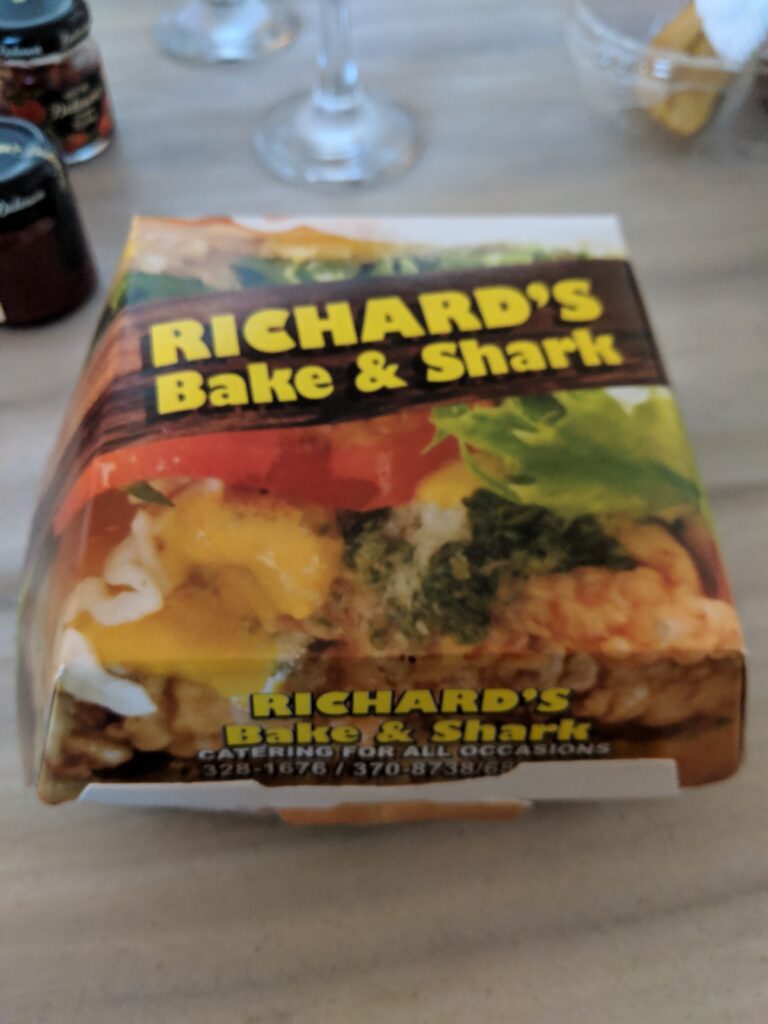 RICHARD'S
Bake & Shark
RICHARD'S
Bake & Shark
CATERING FOR ALL OCCASIONS
328-1676 / 370-8738/